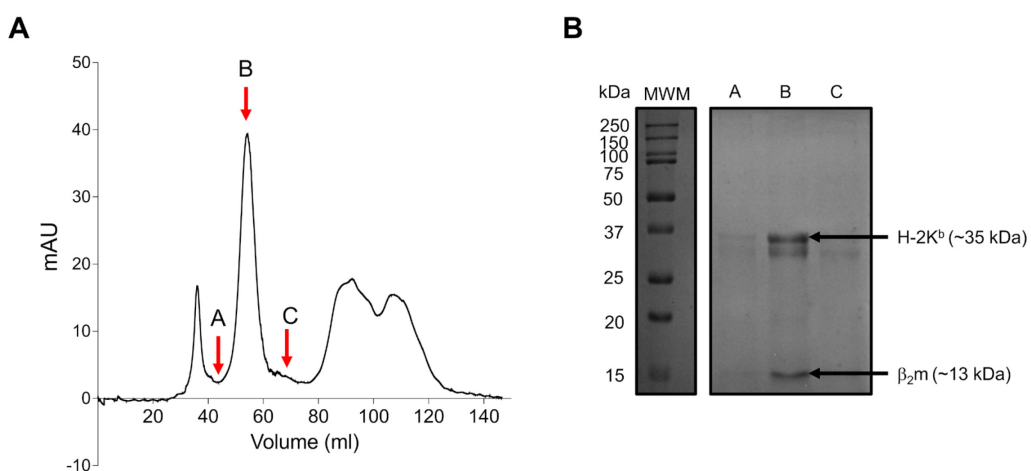 A
50
40
30
20
10
0
-10
mAU
20 40 60 80 100 120 140
Volume (ml)
A
B
C
B
kDa MWM A B C
250
150
100
75
50
37
25
20
15
H-2Kᵇ (~35 kDa)
β₂m (~13 kDa)